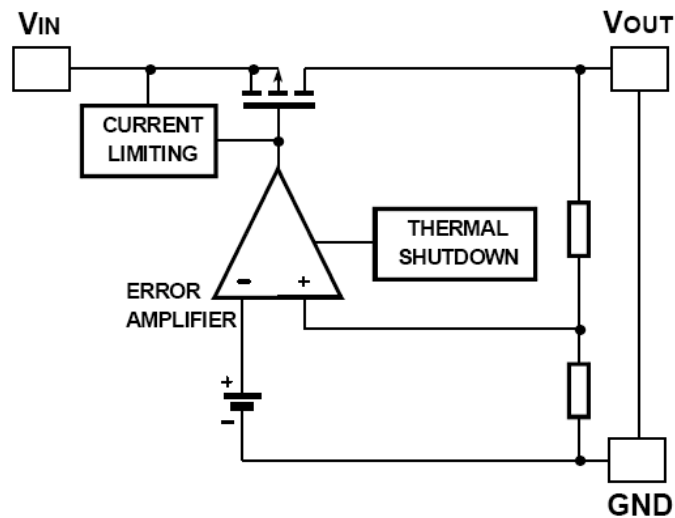 VIN
VOUT
CURRENT
LIMITING
THERMAL
SHUTDOWN
- +
ERROR
AMPLIFIER
+
-
GND